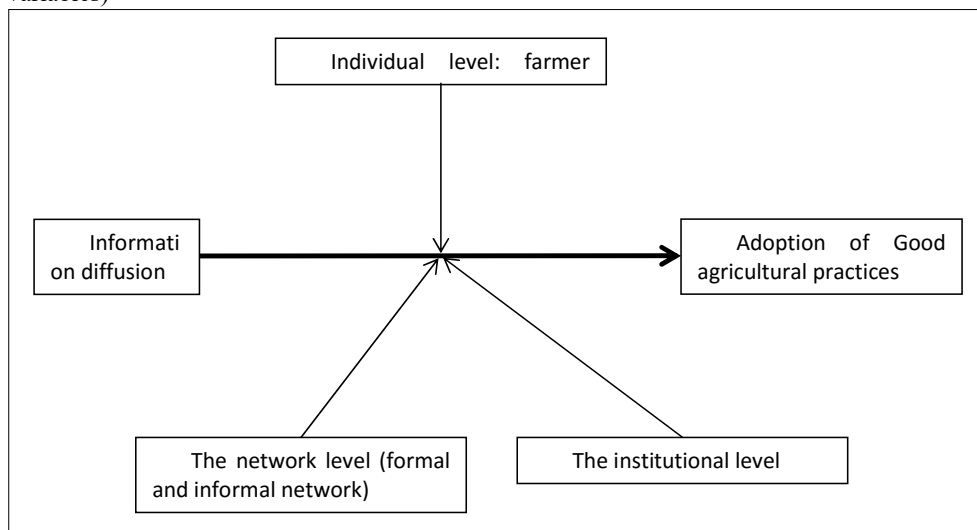 Individual level: farmer
Informati
on diffusion
Adoption of Good
agricultural practices
The network level (formal
and informal network)
The institutional level